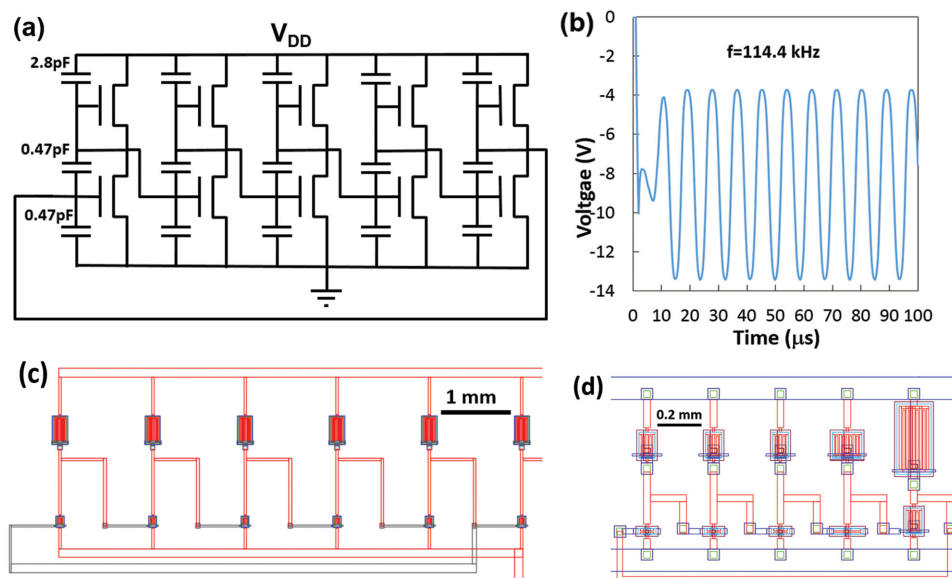 (a)
V_DD
2.8pF
0.47pF
0.47pF
(b)
f=114.4 kHz
Voltgae (V)
0
-2
-4
-6
-8
-10
-12
-14
0 10 20 30 40 50 60 70 80 90 100
Time (μs)
(c)
1 mm
(d)
0.2 mm